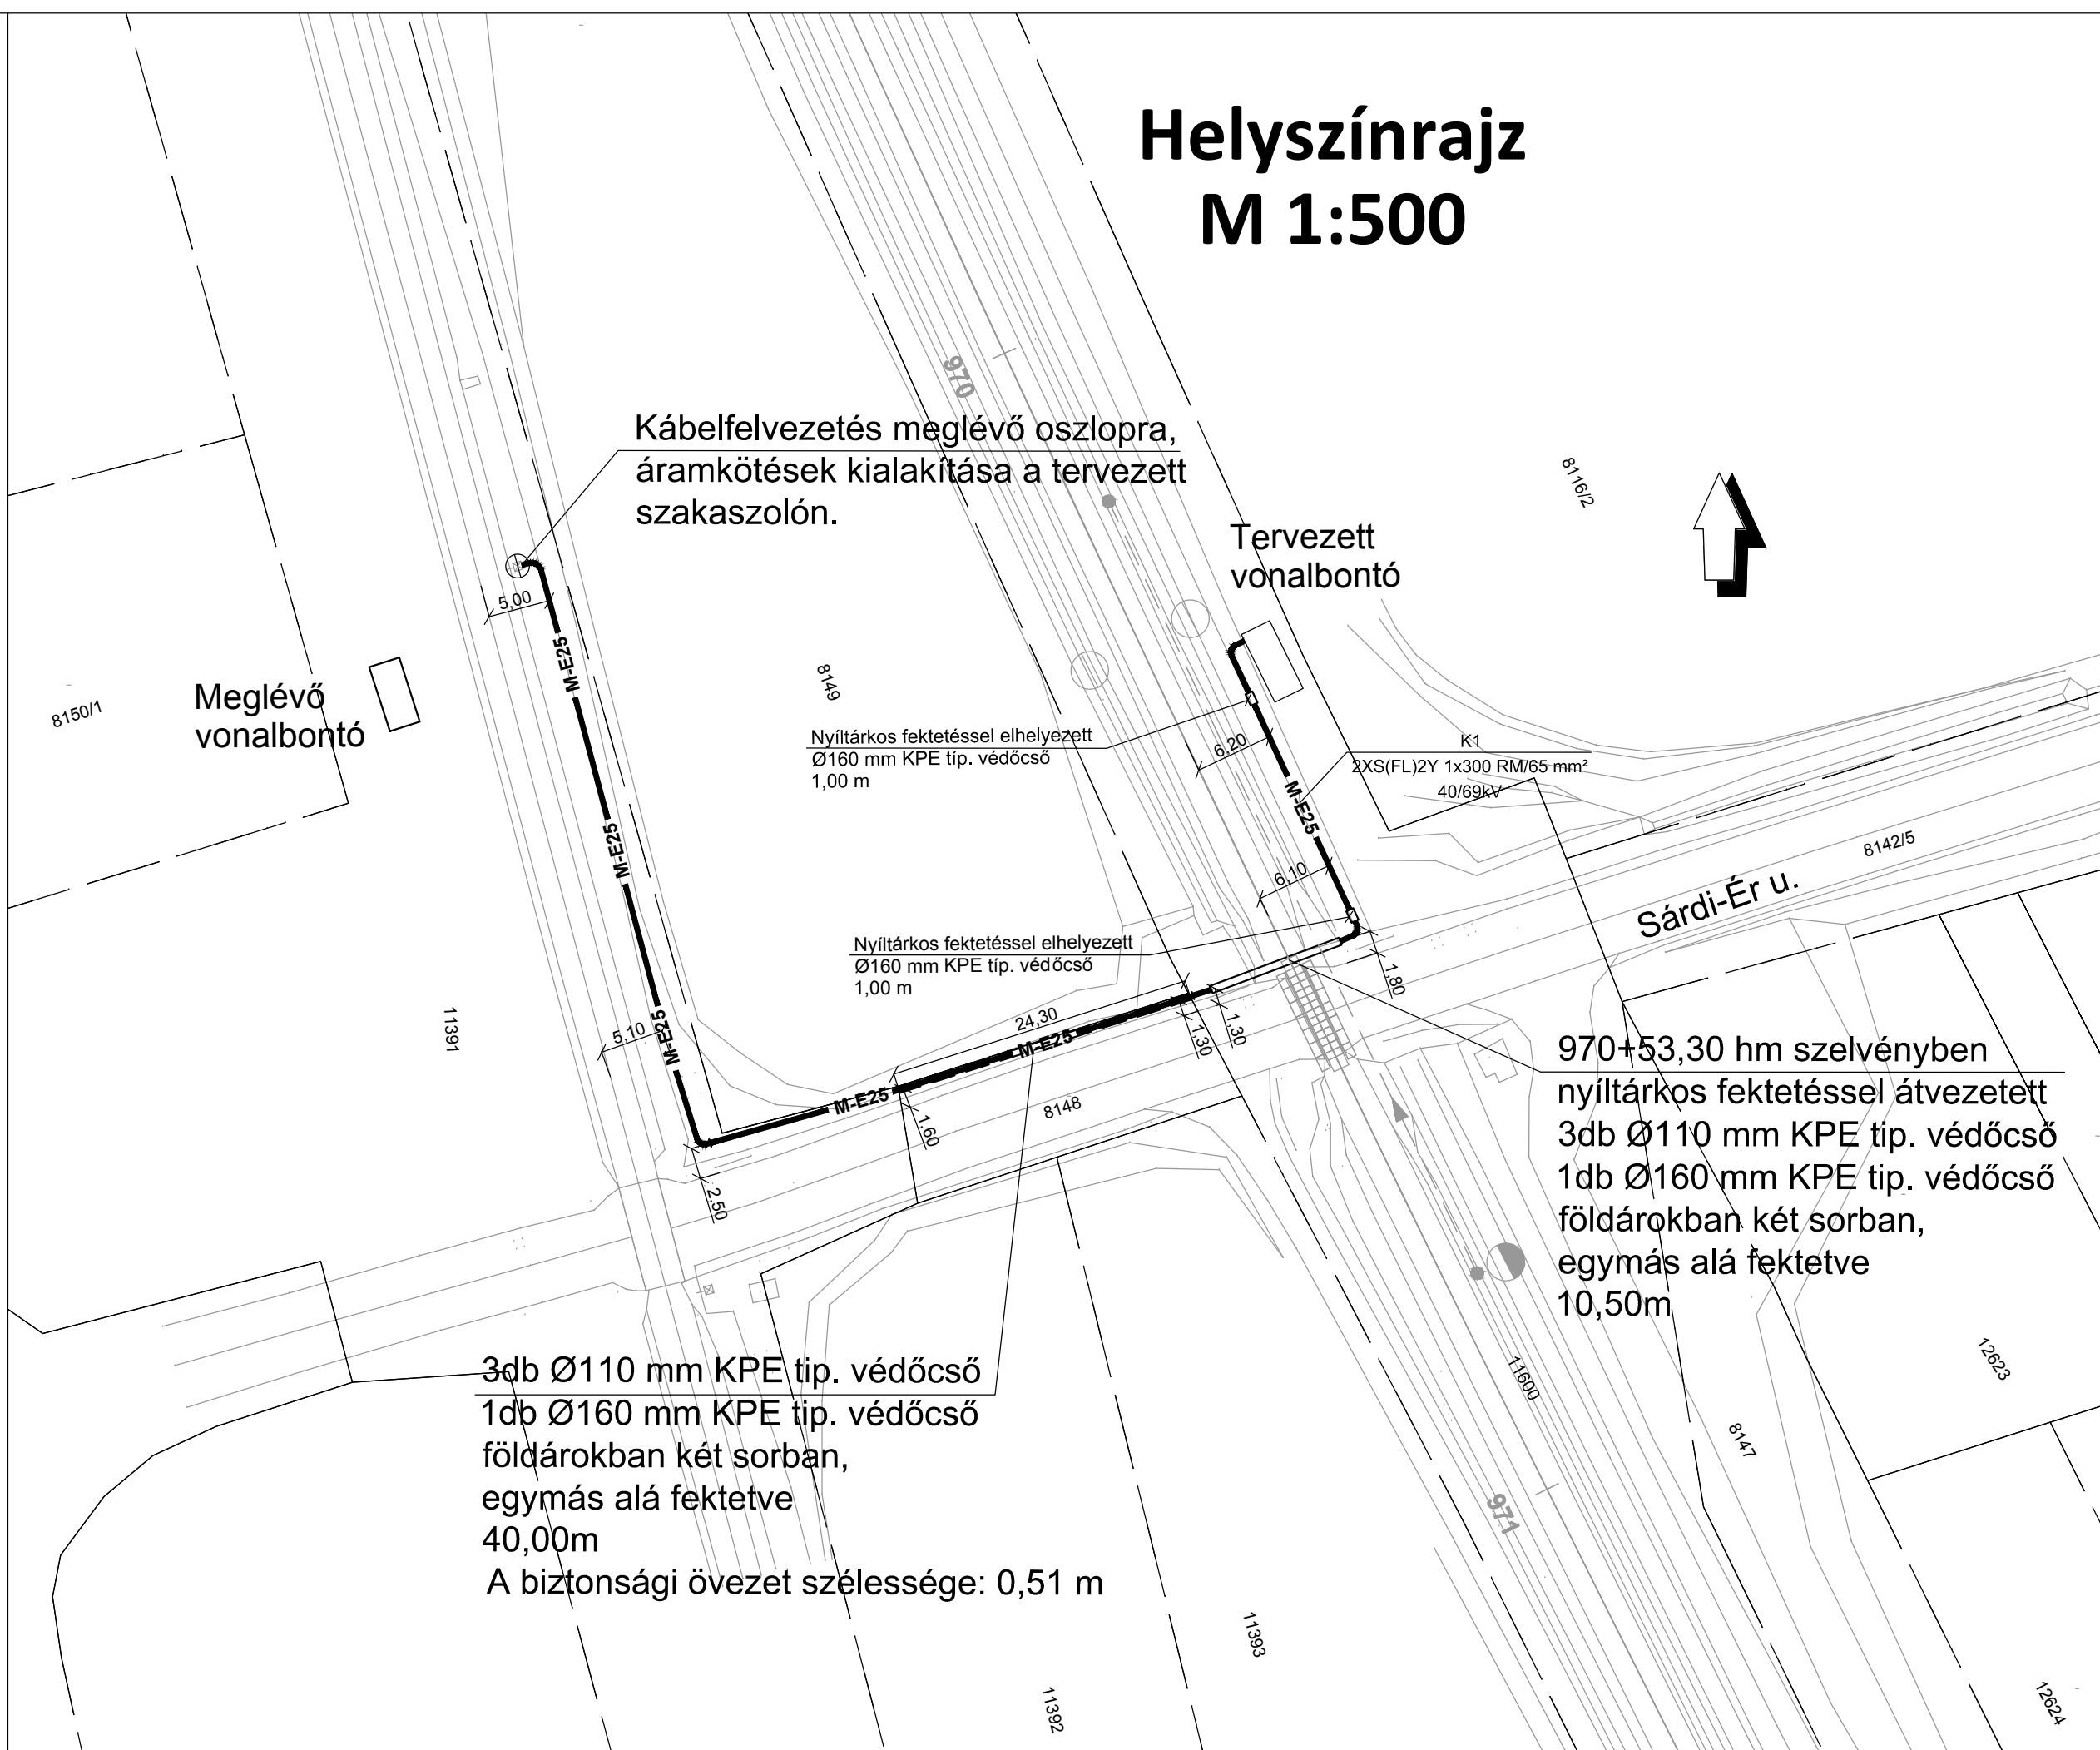 Helyszínrajz
M 1:500
970
Kábelfelvezetés meglévő oszlopra,
áramkötések kialakítása a tervezett
szakaszolón.
8116/2
Tervezett
vonalbontó
5,00
M-E25
8149
Meglévő
vonalbontó
8150/1
Nyíltárkos fektetéssel elhelyezett
Ø160 mm KPE típ. védőcső
1,00 m
6,20
K1
2XS(FL)2Y 1x300 RM/65 mm²
40/69kV
M-E25
M-E25
8142/5
6,10
Sárdi-Ér u.
Nyíltárkos fektetéssel elhelyezett
Ø160 mm KPE típ. védőcső
1,00 m
1,80
11391
5,10
M-E25
24,30
M-E25
1,30
1,30
M-E25
1,60
8148
2,50
970+53,30 hm szelvényben
nyíltárkos fektetéssel átvezetett
3db Ø110 mm KPE tip. védőcső
1db Ø160 mm KPE tip. védőcső
földárokban két sorban,
egymás alá fektetve
10,50m
3db Ø110 mm KPE tip. védőcső
1db Ø160 mm KPE tip. védőcső
földárokban két sorban,
egymás alá fektetve
40,00m
A biztonsági övezet szélessége: 0,51 m
11600
12623
8147
971
11393
11392
12624